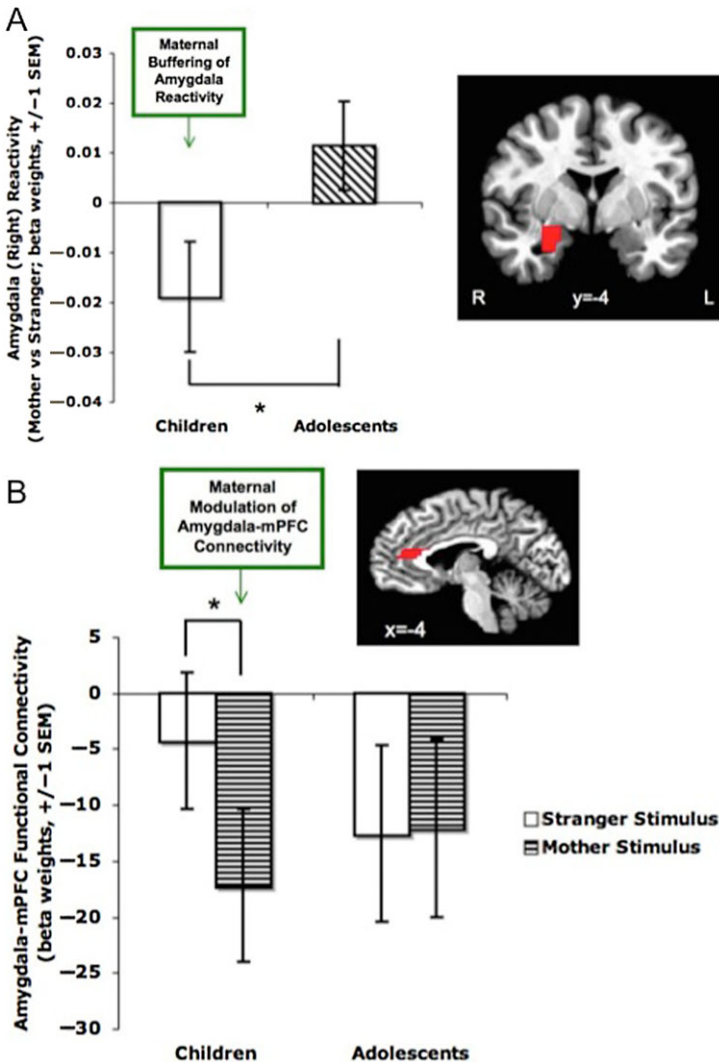 A
Maternal
Buffering of
Amygdala
Reactivity
Amygdala (Right) Reactivity
(Mother vs Stranger; beta weights, +/−1 SEM)
0.03
0.02
0.01
0
−0.01
−0.02
−0.03
−0.04
*
Children
Adolescents
R
y=-4
L
B
Maternal
Modulation of
Amygdala-mPFC
Connectivity
x=-4
Amygdala-mPFC Functional Connectivity
(beta weights, +/−1 SEM)
5
0
−5
−10
−15
−20
−25
−30
*
Stranger Stimulus
Mother Stimulus
Children
Adolescents